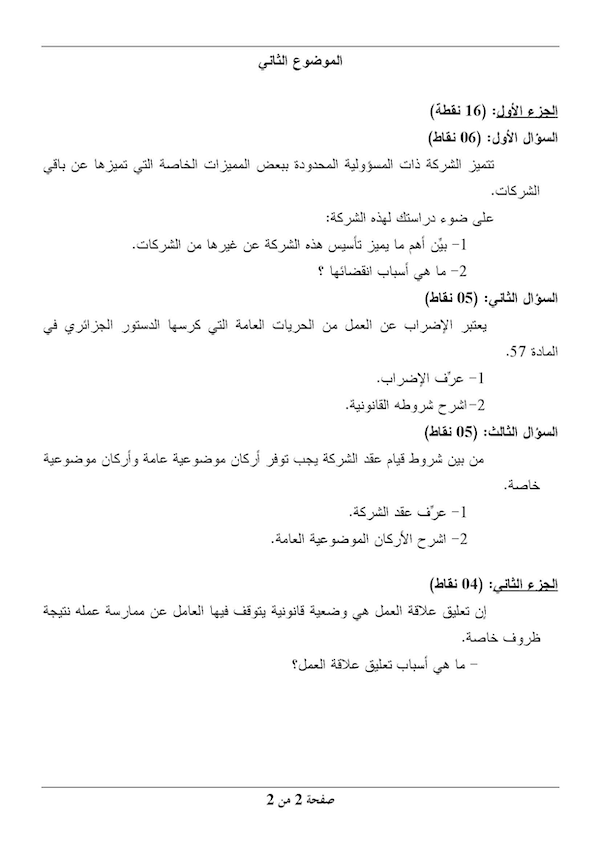 الموضوع الثاني
الجزء الأول: (16 نقطة)
السؤال الأول: (06 نقاط)
تتميز الشركة ذات المسؤولية المحدودة ببعض المميزات الخاصة التي تميزها عن باقي
الشركات.
على ضوء دراستك لهذه الشركة:
1- بيِّن أهم ما يميز تأسيس هذه الشركة عن غيرها من الشركات.
2- ما هي أسباب انقضائها ؟
السؤال الثاني: (05 نقاط)
يعتبر الإضراب عن العمل من الحريات العامة التي كرسها الدستور الجزائري في
المادة 57.
1- عرِّف الإضراب.
2-اشرح شروطه القانونية.
السؤال الثالث: (05 نقاط)
من بين شروط قيام عقد الشركة يجب توفر أركان موضوعية عامة وأركان موضوعية
خاصة.
1- عرِّف عقد الشركة.
2- اشرح الأركان الموضوعية العامة.
الجزء الثاني: (04 نقاط)
إن تعليق علاقة العمل هي وضعية قانونية يتوقف فيها العامل عن ممارسة عمله نتيجة
ظروف خاصة.
- ما هي أسباب تعليق علاقة العمل؟
صفحة 2 من 2